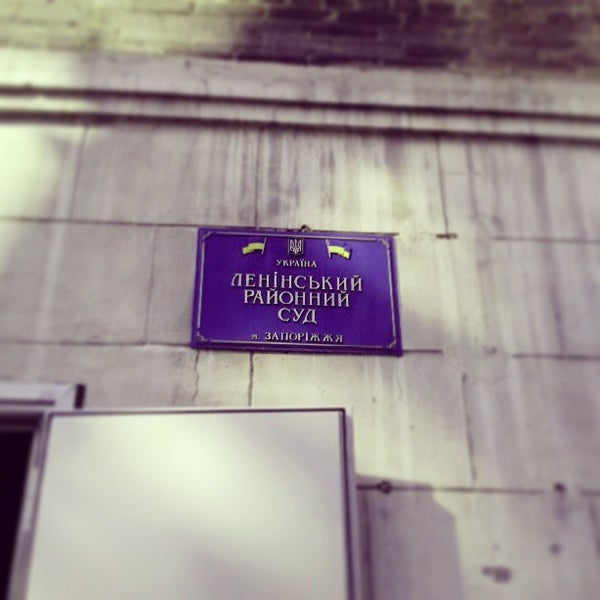 УКРАЇНА
ЛЕНІНСЬКИЙ
РАЙОННИЙ
СУД
м. ЗАПОРІЖЖЯ